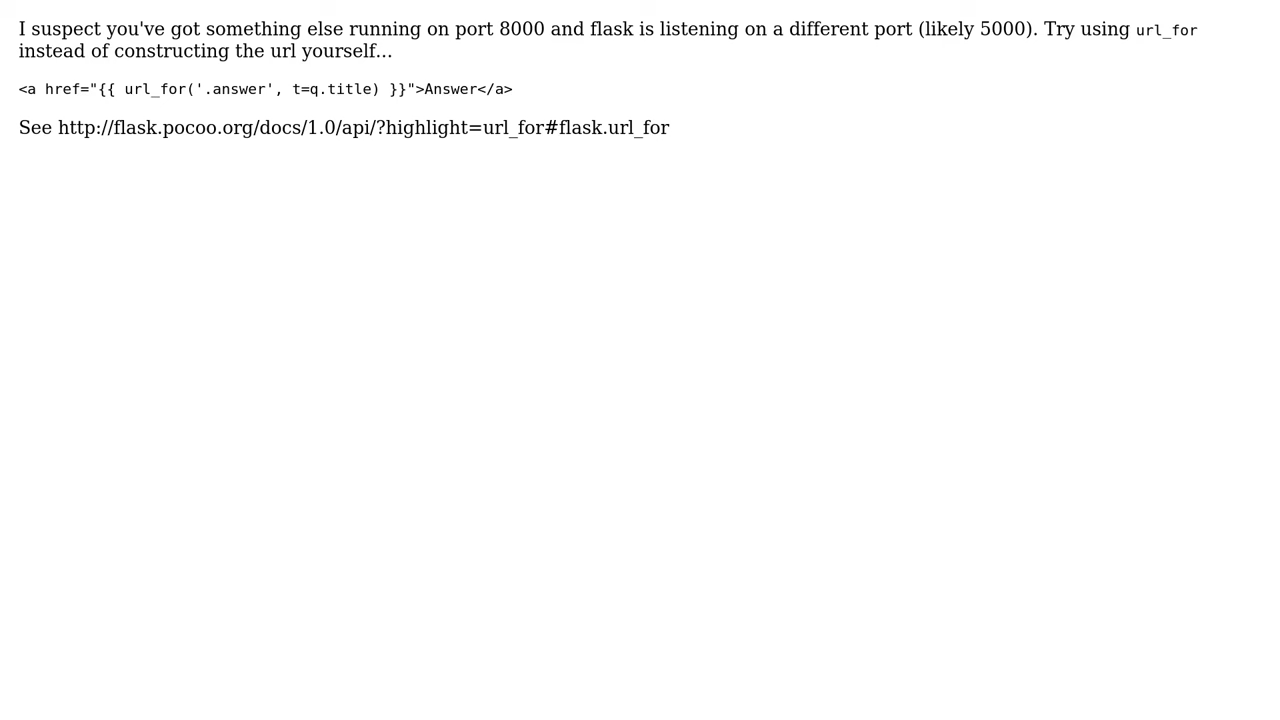 I suspect you've got something else running on port 8000 and flask is listening on a different port (likely 5000). Try using url_for
instead of constructing the url yourself...
<a href="{{ url_for('.answer', t=q.title) }}">Answer</a>
See http://flask.pocoo.org/docs/1.0/api/?highlight=url_for#flask.url_for